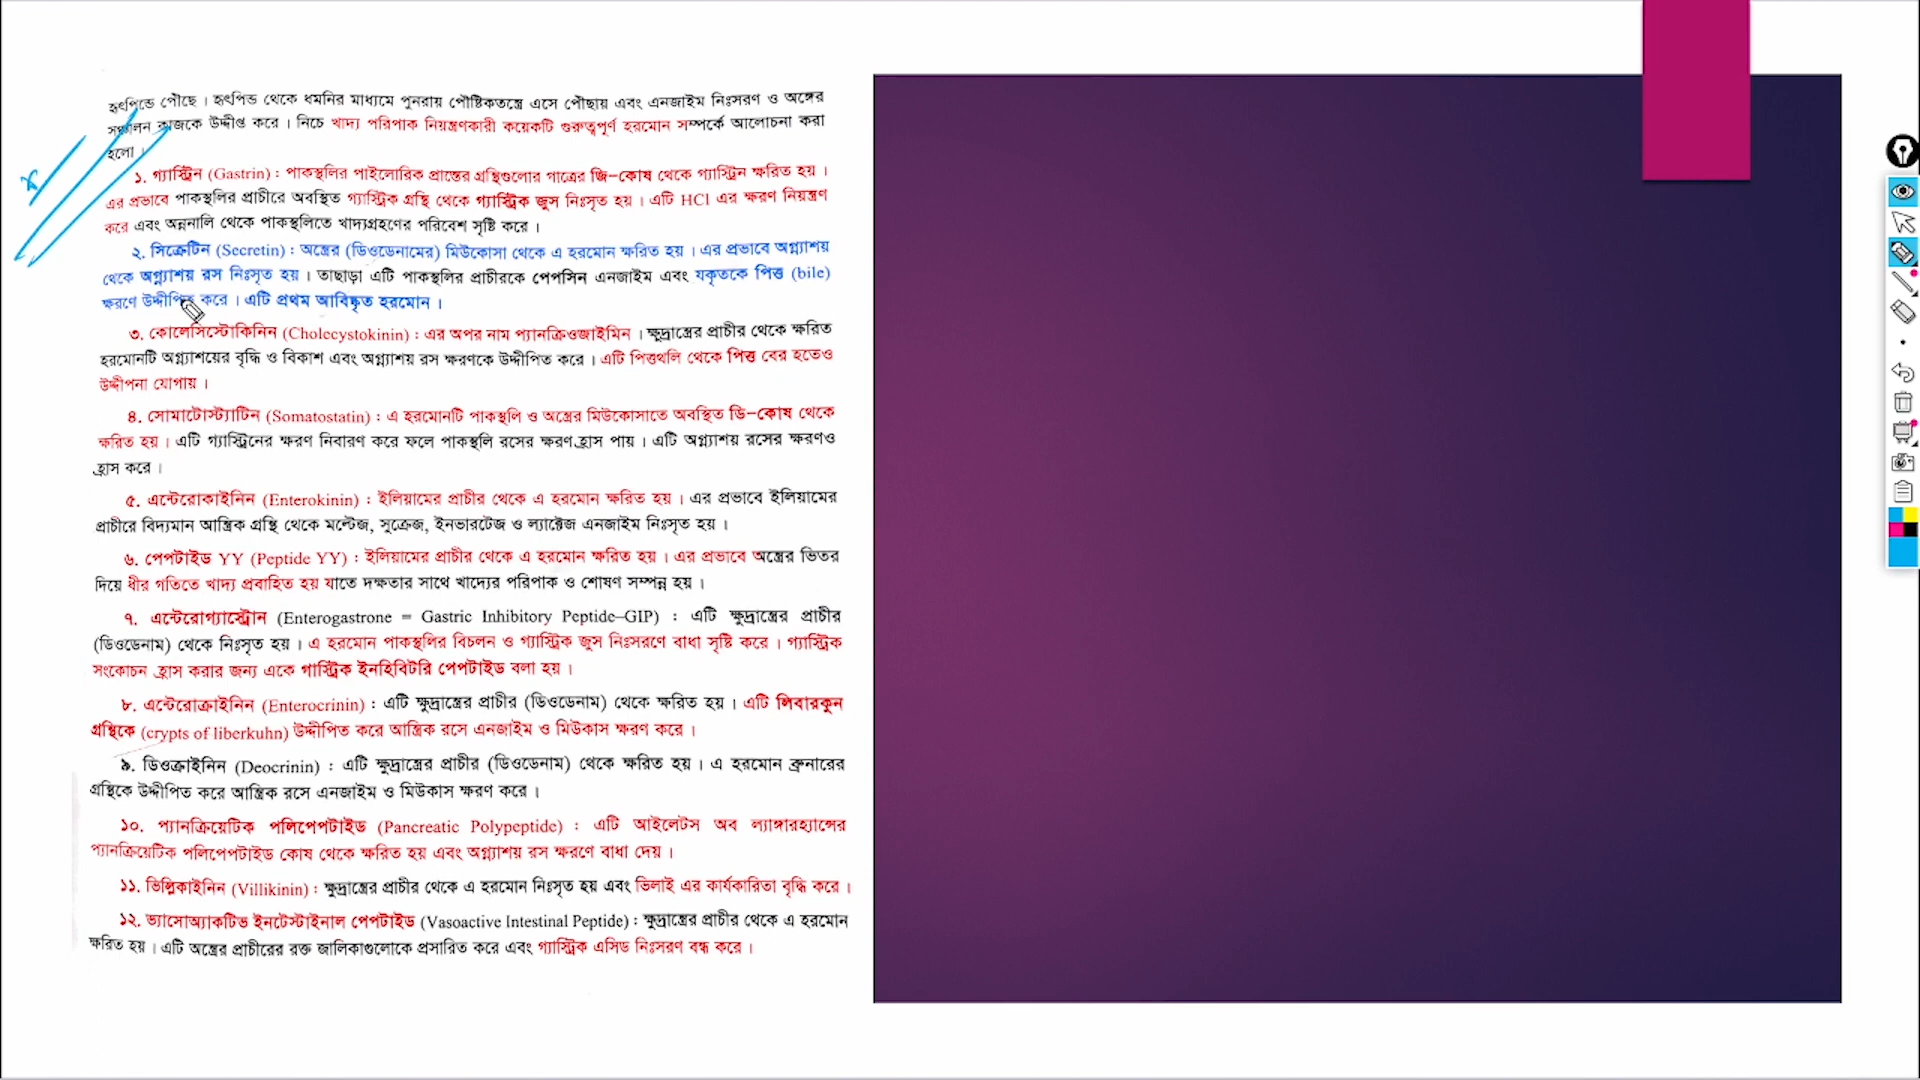 হৃৎপিন্ডে পৌছে। হৃৎপিন্ড থেকে ধমনির মাধ্যমে পুনরায় পৌষ্টিকতন্ত্রে এসে পৌছায় এবং এনজাইম নিঃসরণ ও অঙ্গের
সঞ্চালন কাজকে উদ্দীপ্ত করে। নিচে খাদ্য পরিপাক নিয়ন্ত্রণকারী কয়েকটি গুরুত্বপূর্ণ হরমোন সম্পর্কে আলোচনা করা
হলো।
১. গ্যাস্ট্রিন (Gastrin) : পাকস্থলির পাইলোরিক প্রান্তের গ্রন্থিগুলোর গাত্রের জি-কোষ থেকে গ্যাস্ট্রিন ক্ষরিত হয়।
এর প্রভাবে পাকস্থলির প্রাচীরে অবস্থিত গ্যাস্ট্রিক গ্রন্থি থেকে গ্যাস্ট্রিক জুস নিঃসৃত হয়। এটি HCl এর ক্ষরণ নিয়ন্ত্রণ
করে এবং অন্ননালি থেকে পাকস্থলিতে খাদ্যগ্রহণের পরিবেশ সৃষ্টি করে।
২. সিক্রেটিন (Secretin) : অন্ত্রের (ডিওডেনামের) মিউকোসা থেকে এ হরমোন ক্ষরিত হয়। এর প্রভাবে অগ্ন্যাশয়
থেকে অগ্ন্যাশয় রস নিঃসৃত হয়। তাছাড়া এটি পাকস্থলির প্রাচীরকে পেপসিন এনজাইম এবং যকৃতকে পিত্ত (bile)
ক্ষরণে উদ্দীপিত করে। এটি প্রথম আবিষ্কৃত হরমোন।
৩. কোলেসিস্টোকিনিন (Cholecystokinin) : এর অপর নাম প্যানক্রিওজাইমিন। ক্ষুদ্রান্ত্রের প্রাচীর থেকে ক্ষরিত
হরমোনটি অগ্ন্যাশয়ের বৃদ্ধি ও বিকাশ এবং অগ্ন্যাশয় রস ক্ষরণকে উদ্দীপিত করে। এটি পিত্তথলি থেকে পিত্ত বের হতেও
উদ্দীপনা যোগায়।
৪. সোমাটোস্ট্যাটিন (Somatostatin) : এ হরমোনটি পাকস্থলি ও অন্ত্রের মিউকোসাতে অবস্থিত ডি-কোষ থেকে
ক্ষরিত হয়। এটি গ্যাস্ট্রিনের ক্ষরণ নিবারণ করে ফলে পাকস্থলি রসের ক্ষরণ হ্রাস পায়। এটি অগ্ন্যাশয় রসের ক্ষরণও
হ্রাস করে।
৫. এন্টেরোকাইনিন (Enterokinin) : ইলিয়ামের প্রাচীর থেকে এ হরমোন ক্ষরিত হয়। এর প্রভাবে ইলিয়ামের
প্রাচীরে বিদ্যমান আন্ত্রিক গ্রন্থি থেকে মল্টেজ, সুক্রেজ, ইনভারটেজ ও ল্যাক্টেজ এনজাইম নিঃসৃত হয়।
৬. পেপটাইড YY (Peptide YY) : ইলিয়ামের প্রাচীর থেকে এ হরমোন ক্ষরিত হয়। এর প্রভাবে অন্ত্রের ভিতর
দিয়ে ধীর গতিতে খাদ্য প্রবাহিত হয় যাতে দক্ষতার সাথে খাদ্যের পরিপাক ও শোষণ সম্পন্ন হয়।
৭. এন্টেরোগ্যাস্ট্রোন (Enterogastrone = Gastric Inhibitory Peptide–GIP) : এটি ক্ষুদ্রান্ত্রের প্রাচীর
(ডিওডেনাম) থেকে নিঃসৃত হয়। এ হরমোন পাকস্থলির বিচলন ও গ্যাস্ট্রিক জুস নিঃসরণে বাধা সৃষ্টি করে। গ্যাস্ট্রিক
সংকোচন হ্রাস করার জন্য একে গাস্ট্রিক ইনহিবিটরি পেপটাইড বলা হয়।
৮. এন্টেরোক্রাইনিন (Enterocrinin) : এটি ক্ষুদ্রান্ত্রের প্রাচীর (ডিওডেনাম) থেকে ক্ষরিত হয়। এটি লিবারকুন
গ্রন্থিকে (crypts of liberkuhn) উদ্দীপিত করে আন্ত্রিক রসে এনজাইম ও মিউকাস ক্ষরণ করে।
৯. ডিওক্রাইনিন (Deocrinin) : এটি ক্ষুদ্রান্ত্রের প্রাচীর (ডিওডেনাম) থেকে ক্ষরিত হয়। এ হরমোন ব্রুনারের
গ্রন্থিকে উদ্দীপিত করে আন্ত্রিক রসে এনজাইম ও মিউকাস ক্ষরণ করে।
১০. প্যানক্রিয়েটিক পলিপেপটাইড (Pancreatic Polypeptide) : এটি আইলেটস অব ল্যাঙ্গারহ্যান্সের
প্যানক্রিয়েটিক পলিপেপটাইড কোষ থেকে ক্ষরিত হয় এবং অগ্ন্যাশয় রস ক্ষরণে বাধা দেয়।
১১. ভিল্লিকাইনিন (Villikinin) : ক্ষুদ্রান্ত্রের প্রাচীর থেকে এ হরমোন নিঃসৃত হয় এবং ভিলাই এর কার্যকারিতা বৃদ্ধি করে।
১২. ভ্যাসোঅ্যাকটিভ ইনটেস্টাইনাল পেপটাইড (Vasoactive Intestinal Peptide) : ক্ষুদ্রান্ত্রের প্রাচীর থেকে এ হরমোন
ক্ষরিত হয়। এটি অন্ত্রের প্রাচীরের রক্ত জালিকাগুলোকে প্রসারিত করে এবং গ্যাস্ট্রিক এসিড নিঃসরণ বন্ধ করে।